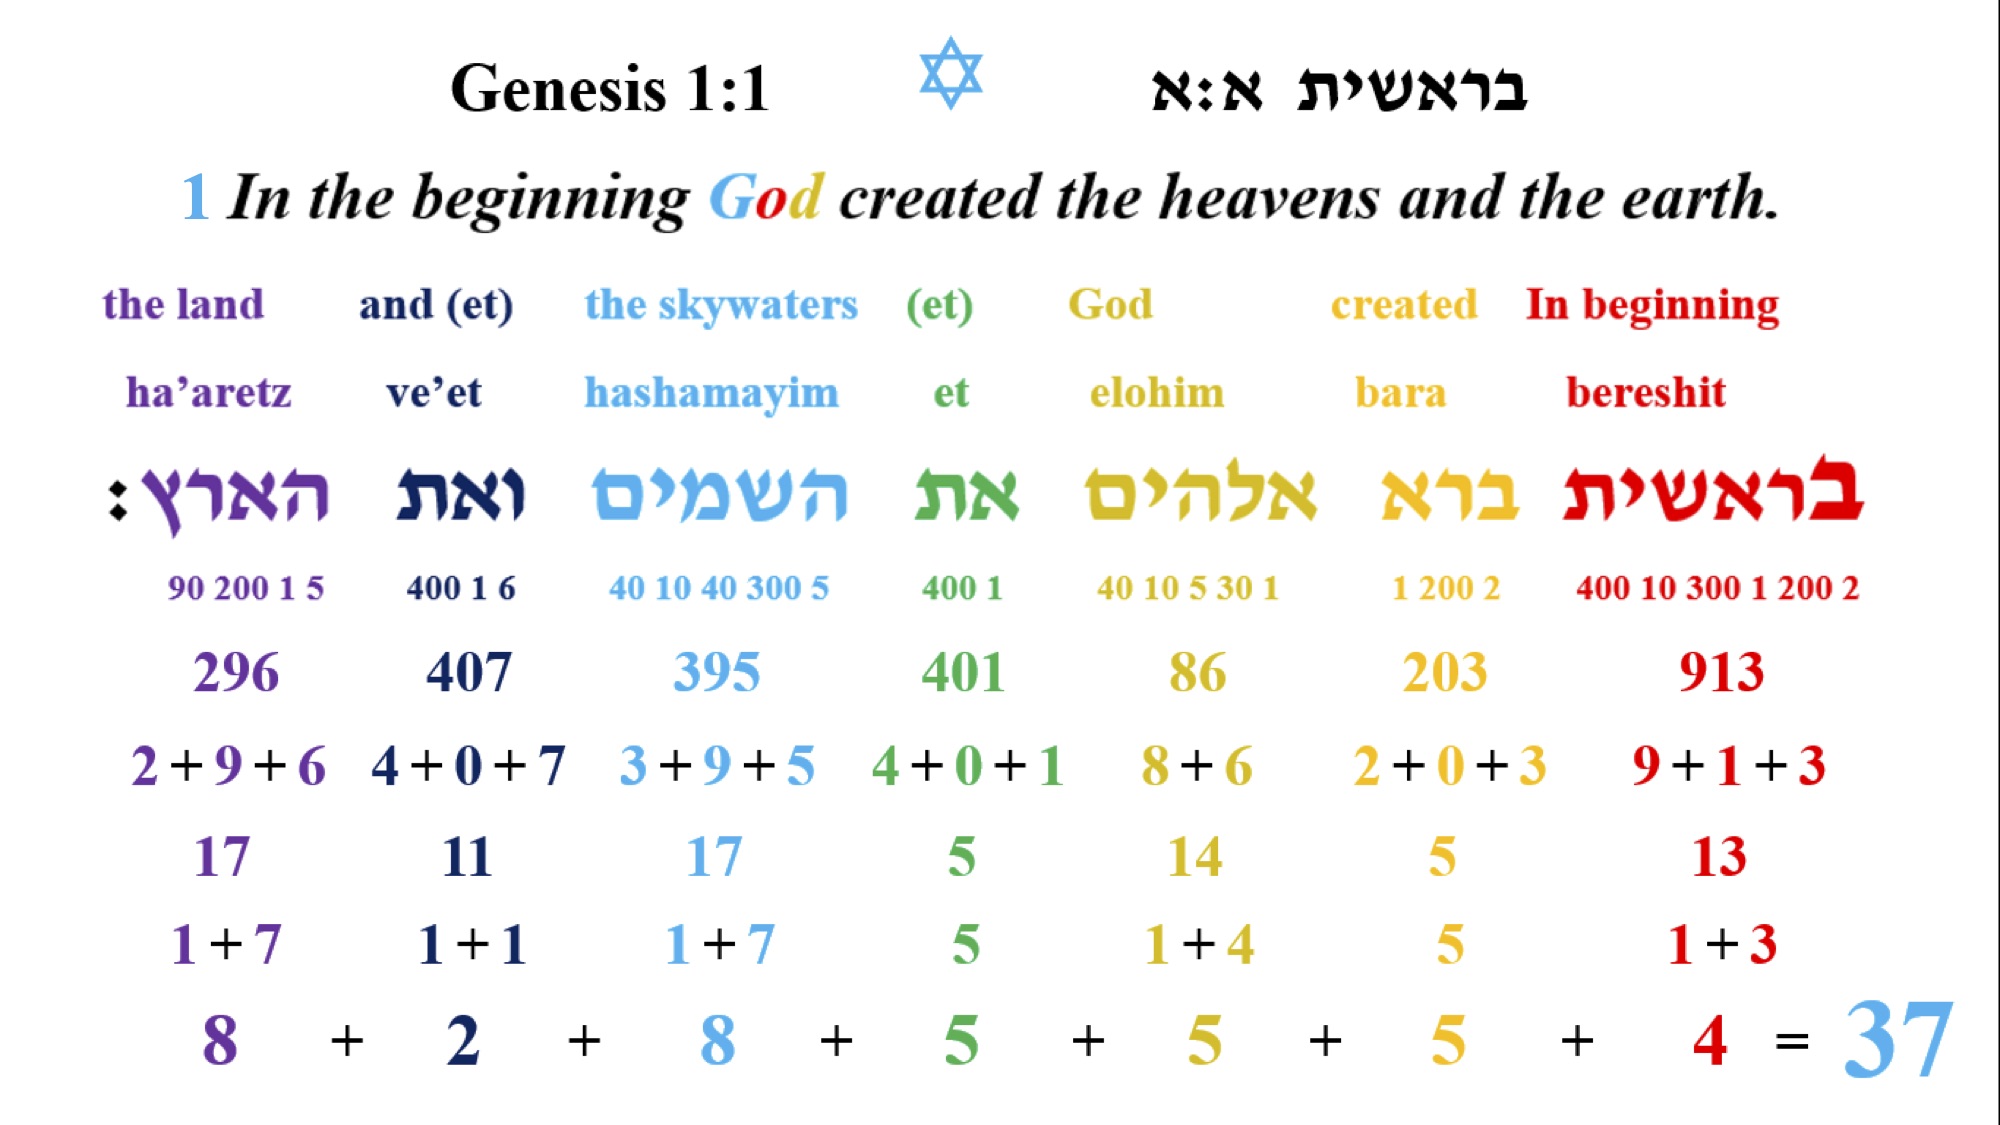 Genesis 1:1 ✡ בראשית א:א
1 In the beginning God created the heavens and the earth.
the land and (et) the skywaters (et) God created In beginning
ha’aretz ve’et hashamayim et elohim bara bereshit
בראשית ברא אלהים את השמים ואת הארץ:
90 200 1 5 400 1 6 40 10 40 300 5 400 1 40 10 5 30 1 1 200 2 400 10 300 1 200 2
296 407 395 401 86 203 913
2 + 9 + 6 4 + 0 + 7 3 + 9 + 5 4 + 0 + 1 8 + 6 2 + 0 + 3 9 + 1 + 3
17 11 17 5 14 5 13
1 + 7 1 + 1 1 + 7 5 1 + 4 5 1 + 3
8 + 2 + 8 + 5 + 5 + 5 + 4 = 37